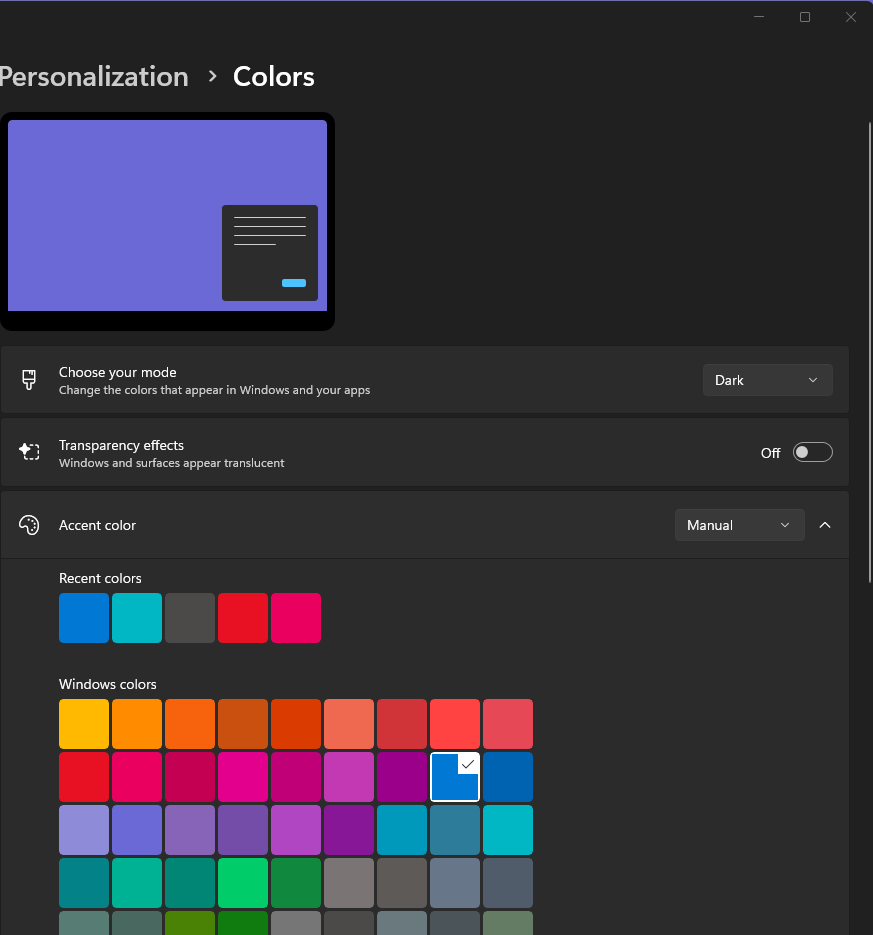 Personalization > Colors
Choose your mode
Change the colors that appear in Windows and your apps
Dark
Transparency effects
Windows and surfaces appear translucent
Off
Accent color
Manual
Recent colors
Windows colors